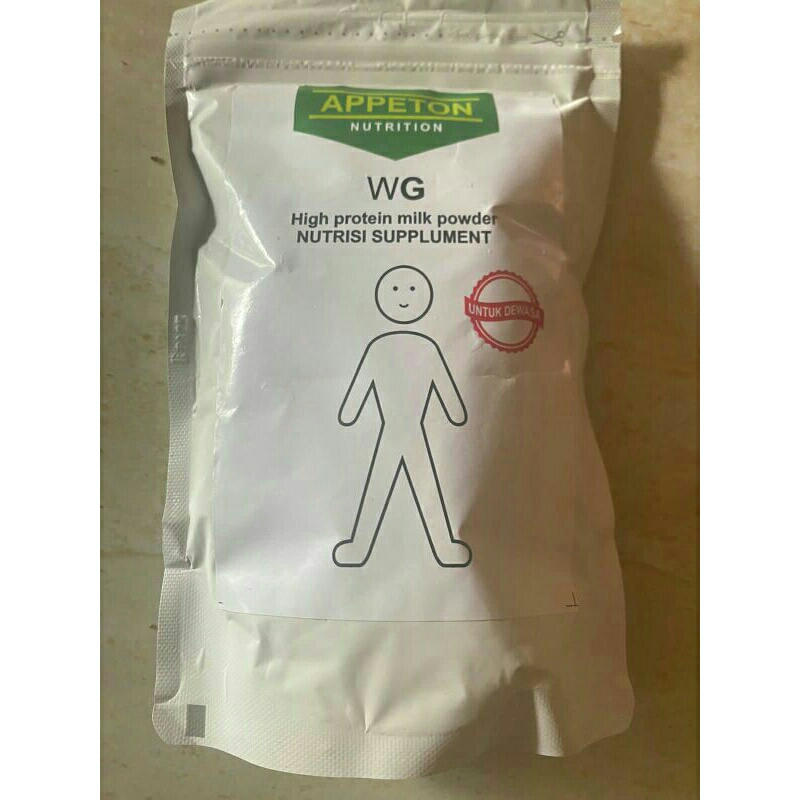 APPETON
NUTRITION
WG
High protein milk powder
NUTRISI SUPPLUMENT
UNTUK DEWASA